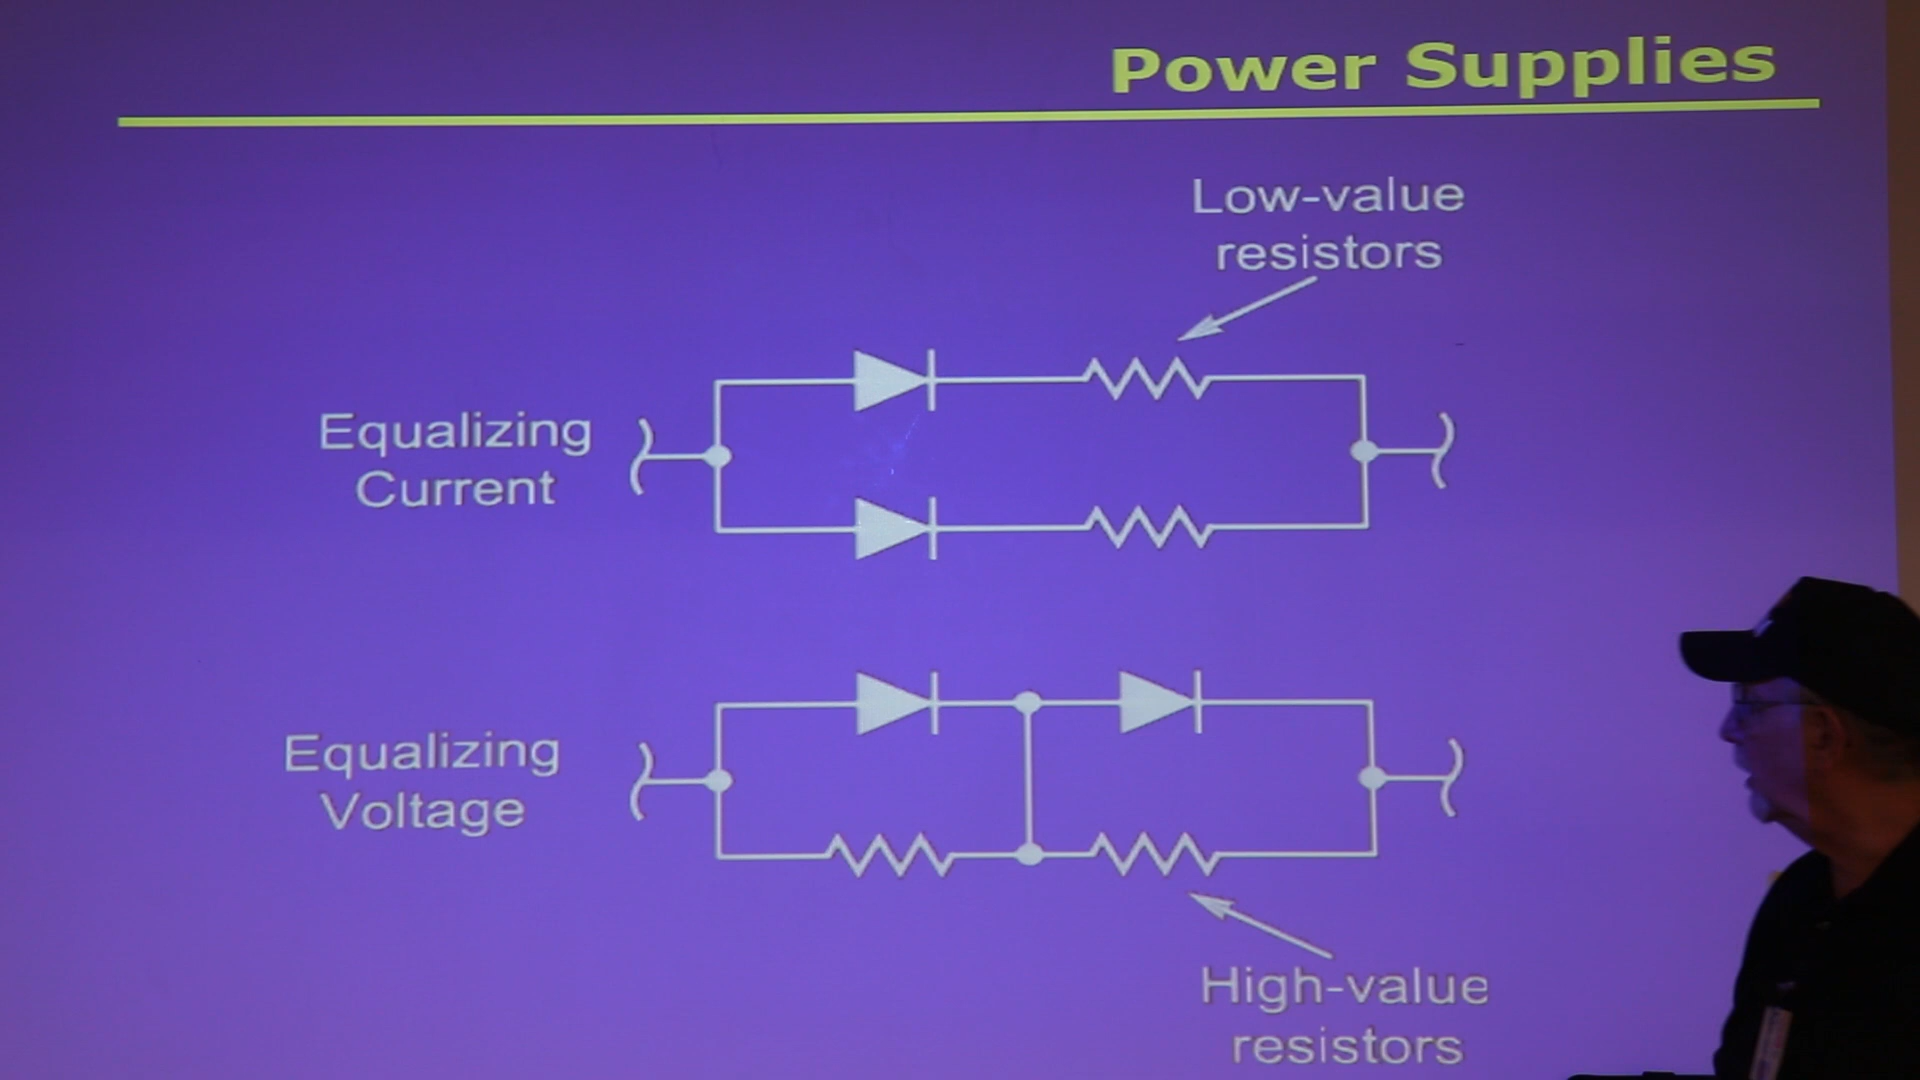 Power Supplies
Low-value
resistors
Equalizing
Current
Equalizing
Voltage
High-value
resistors